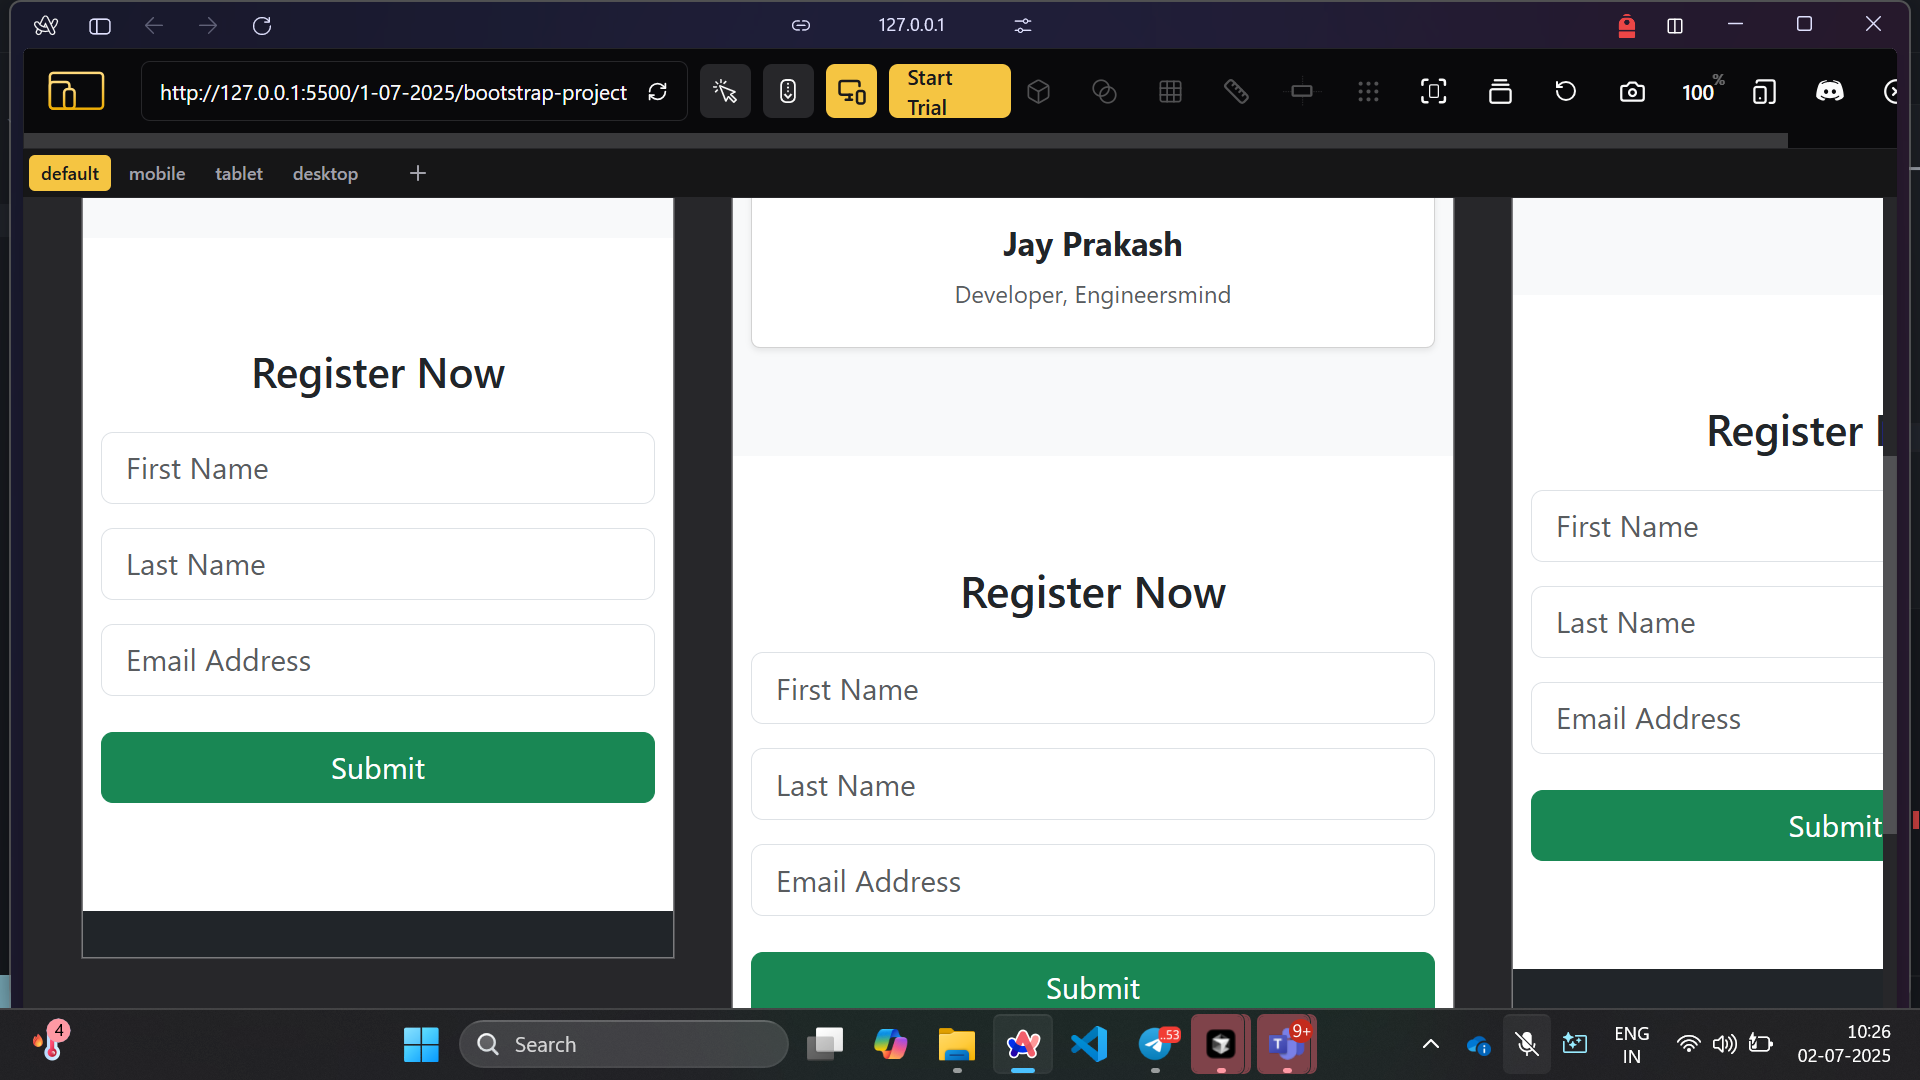 127.0.0.1
http://127.0.0.1:5500/1-07-2025/bootstrap-project
Start
Trial
100%
default
mobile
tablet
desktop
Register Now
First Name
Last Name
Email Address
Submit
Jay Prakash
Developer, Engineersmind
Register Now
First Name
Last Name
Email Address
Submit
Register
First Name
Last Name
Email Address
Submit
4
Search
.53
T
9+
ENG
IN
10:26
02-07-2025